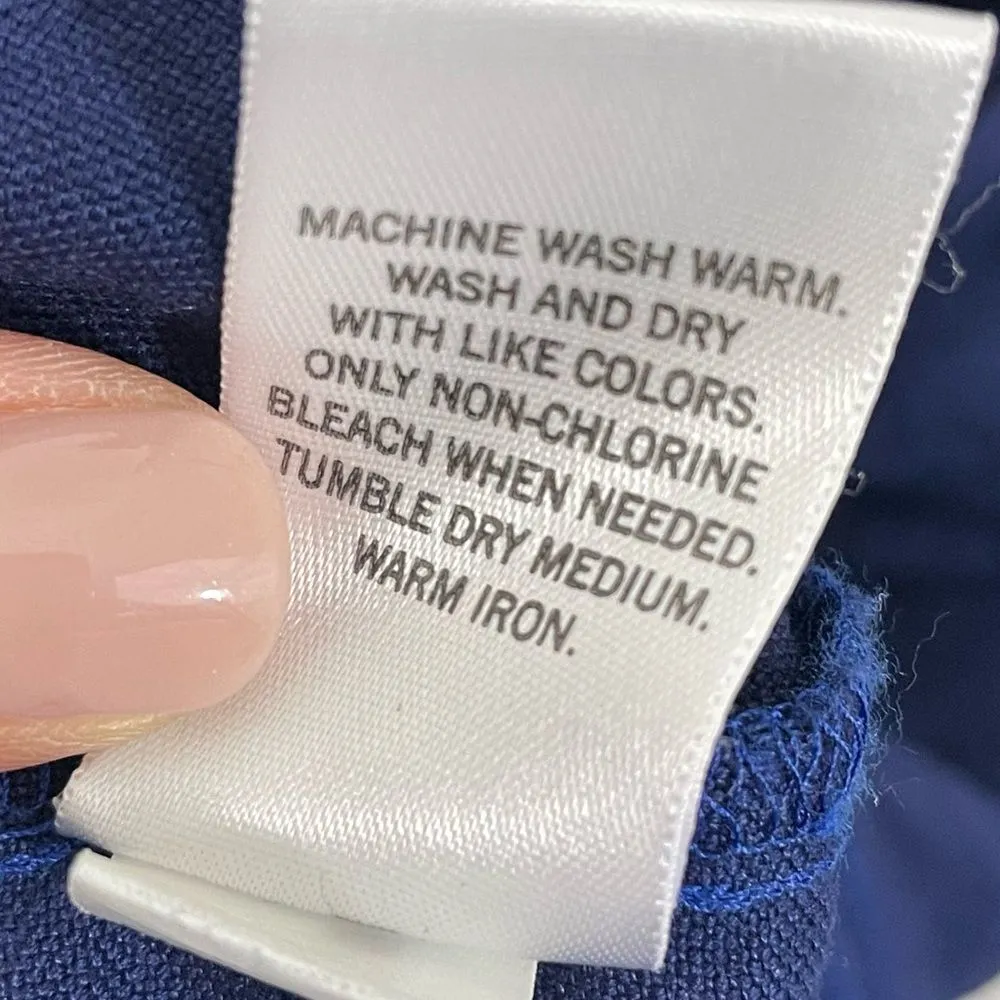 MACHINE WASH WARM.
WASH AND DRY
WITH LIKE COLORS.
ONLY NON-CHLORINE
BLEACH WHEN NEEDED.
TUMBLE DRY MEDIUM.
WARM IRON.